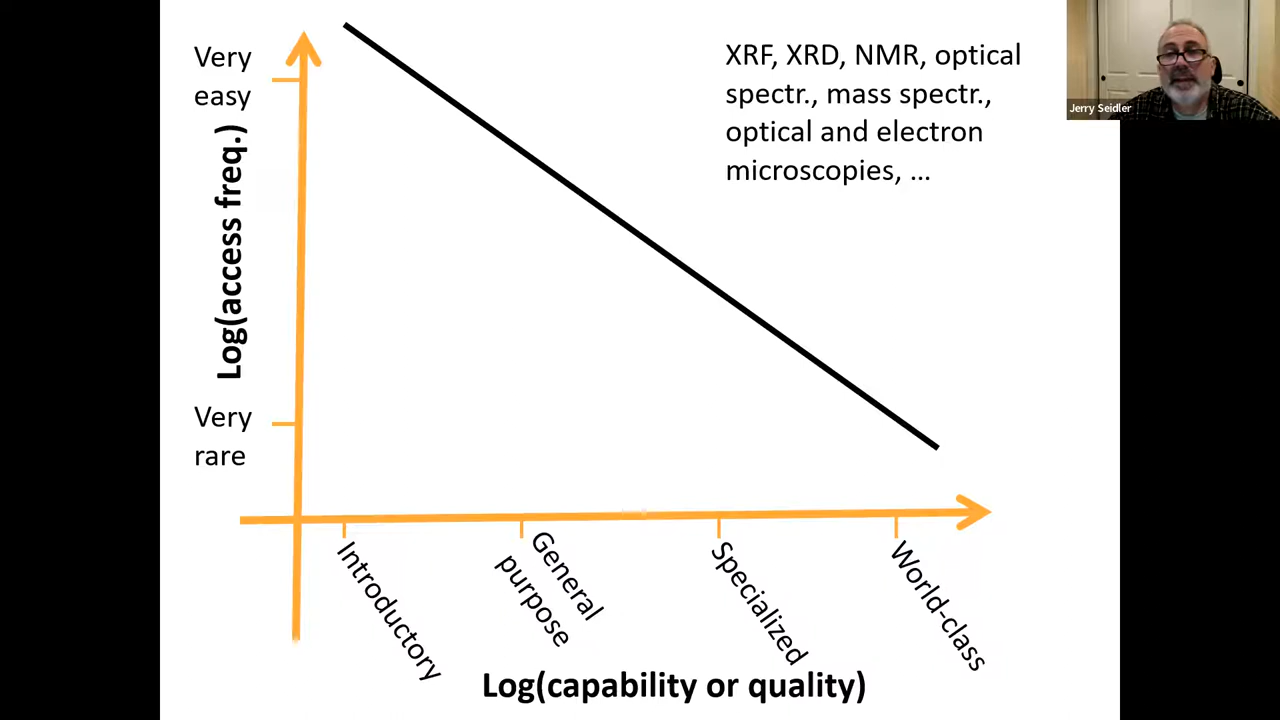 Very
easy
Log(access freq.)
Very
rare
XRF, XRD, NMR, optical
spectr., mass spectr.,
optical and electron
microscopies, ...
Jerry Seidler
Introductory
General
purpose
Specialized
World-class
Log(capability or quality)